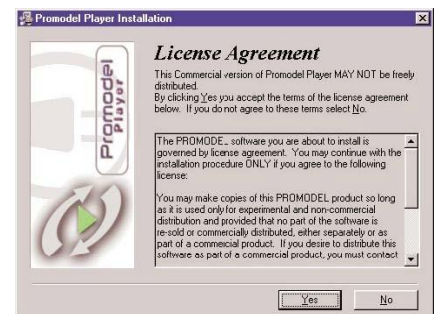 Promodel Player Installation
Promodel
Player
License Agreement
This Commercial version of Promodel Player MAY NOT be freely
distributed.
By clicking Yes you accept the terms of the license agreement
below. If you do not agree to these terms select No.
The PROMODEL software you are about to install is
governed by license agreement. You may continue with the
installation procedure ONLY if you agree to the following
license:
You may make copies of this PROMODEL product so long
as it is used only for experimental and non-commercial
distribution and provided that no part of the software is
re-sold or commercially distributed, either separately or as
part of a commecial product. If you desire to distribute this
software as part of a commercial product, you must contact
Yes
No